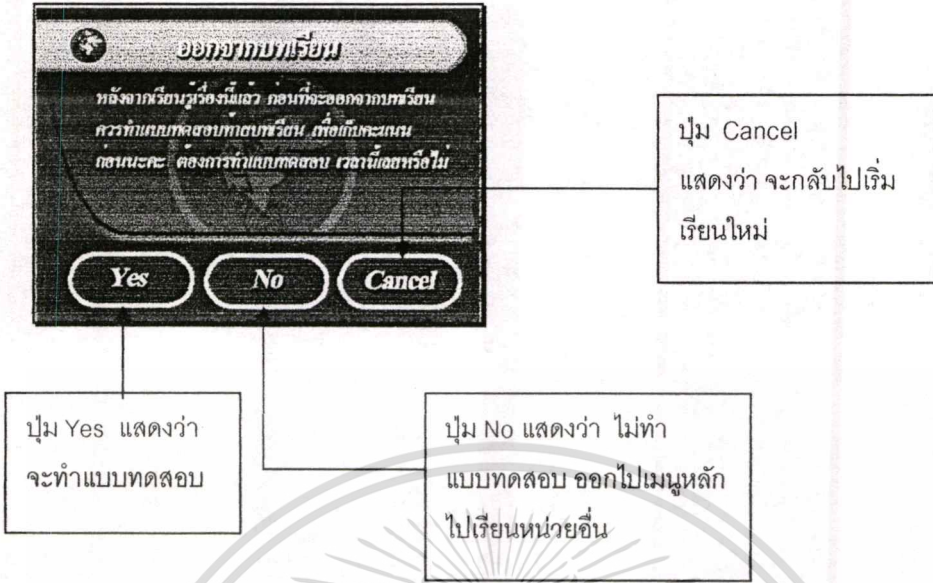 ออกจากบทเรียน
หลังจากเรียนรู้เรื่องนี้แล้ว ก่อนที่จะออกจากบทเรียน
ควรทำแบบทดสอบท้ายบทเรียน เพื่อเก็บคะแนน
ก่อนนะคะ ต้องการทำแบบทดสอบ เวลานี้เลยหรือไม่
Yes No Cancel
ปุ่ม Cancel
แสดงว่า จะกลับไปเริ่ม
เรียนใหม่
ปุ่ม Yes แสดงว่า
จะทำแบบทดสอบ
ปุ่ม No แสดงว่า ไม่ทำ
แบบทดสอบ ออกไปเมนูหลัก
ไปเรียนหน่วยอื่น